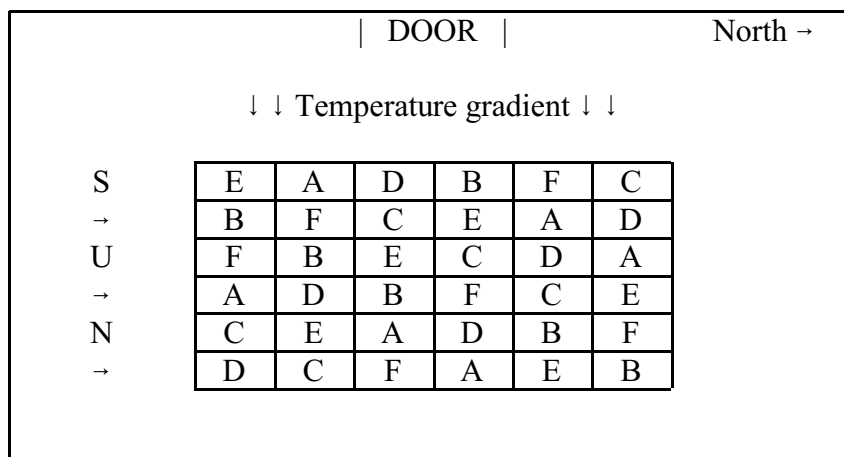 | DOOR | North →
↓ ↓ Temperature gradient ↓ ↓
S E A D B F C
→ B F C E A D
U F B E C D A
→ A D B F C E
N C E A D B F
→ D C F A E B